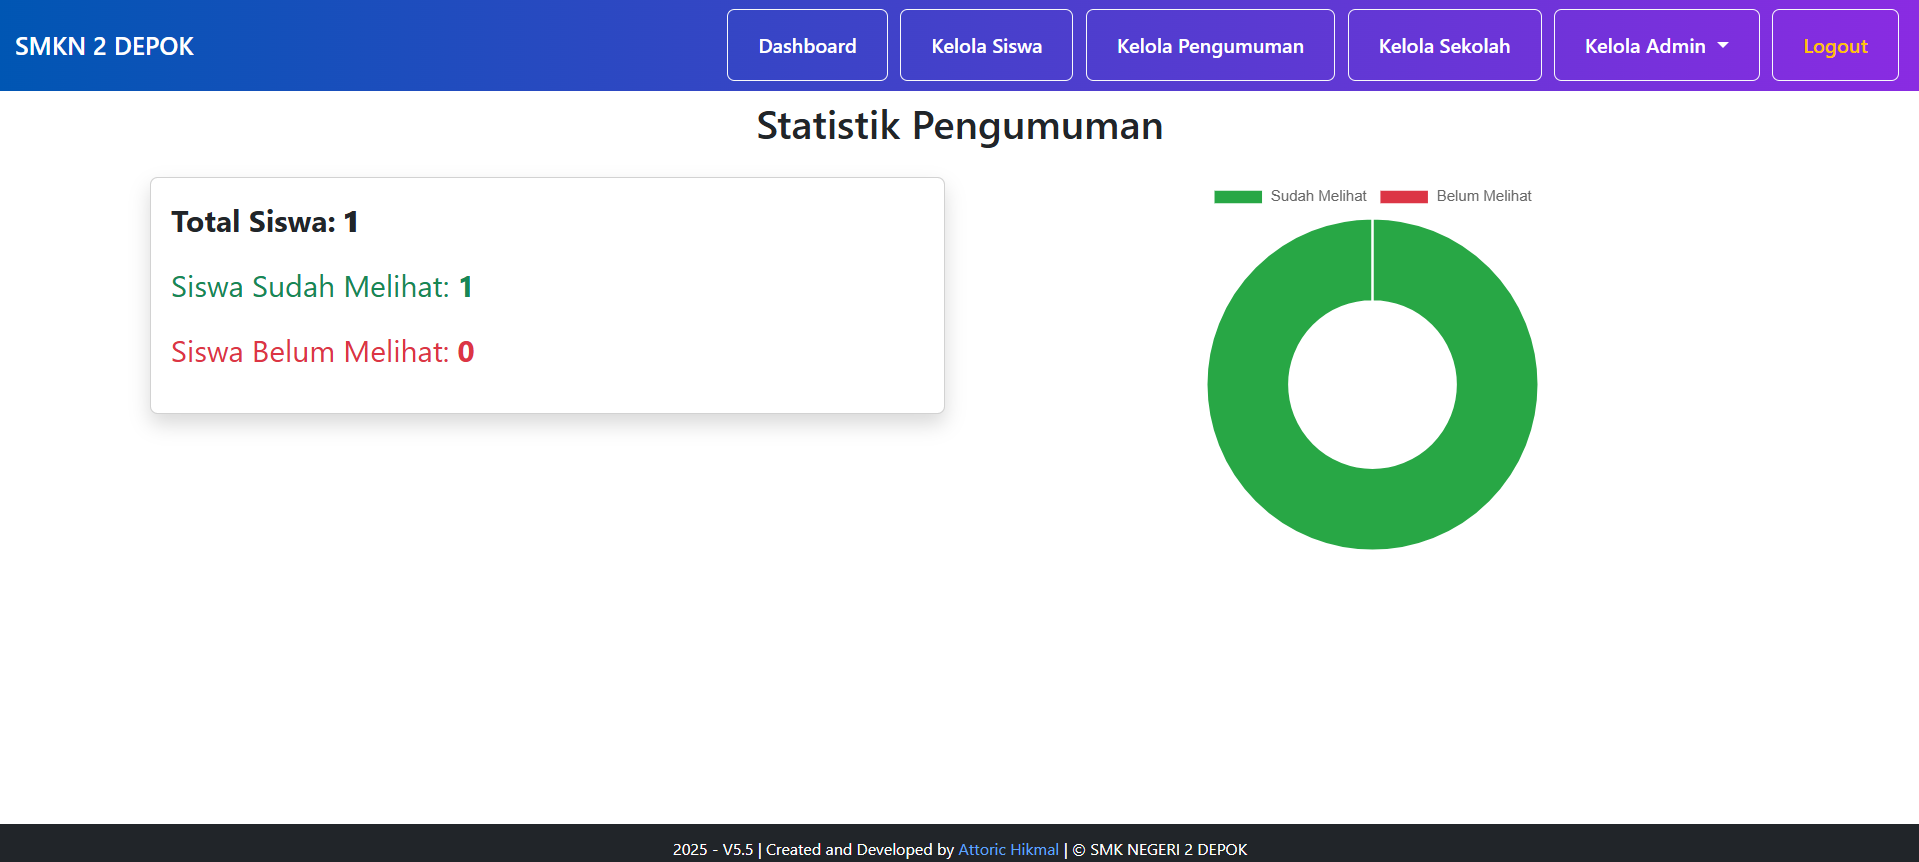 SMKN 2 DEPOK
Dashboard
Kelola Siswa
Kelola Pengumuman
Kelola Sekolah
Kelola Admin
Logout
Statistik Pengumuman
Total Siswa: 1
Siswa Sudah Melihat: 1
Siswa Belum Melihat: 0
Sudah Melihat
Belum Melihat
2025 - V5.5 | Created and Developed by Attoric Hikmal | © SMK NEGERI 2 DEPOK